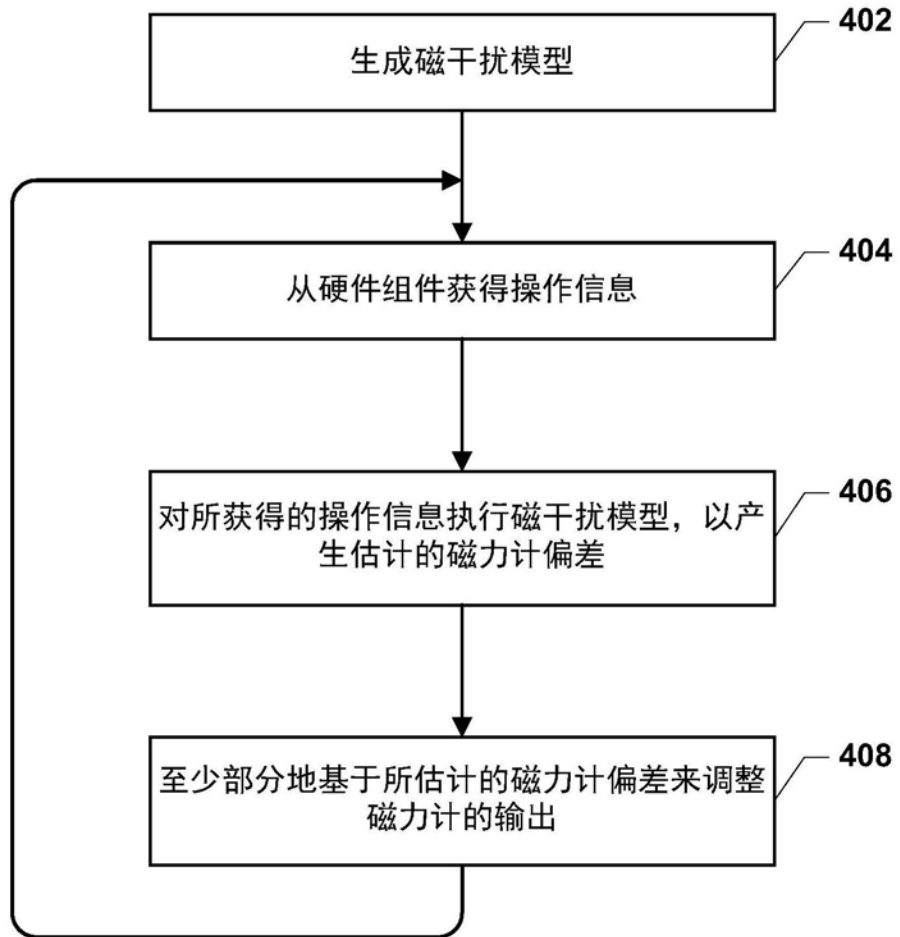 402
生成磁干扰模型
404
从硬件组件获得操作信息
406
对所获得的操作信息执行磁干扰模型，以产
生估计的磁力计偏差
408
至少部分地基于所估计的磁力计偏差来调整
磁力计的输出